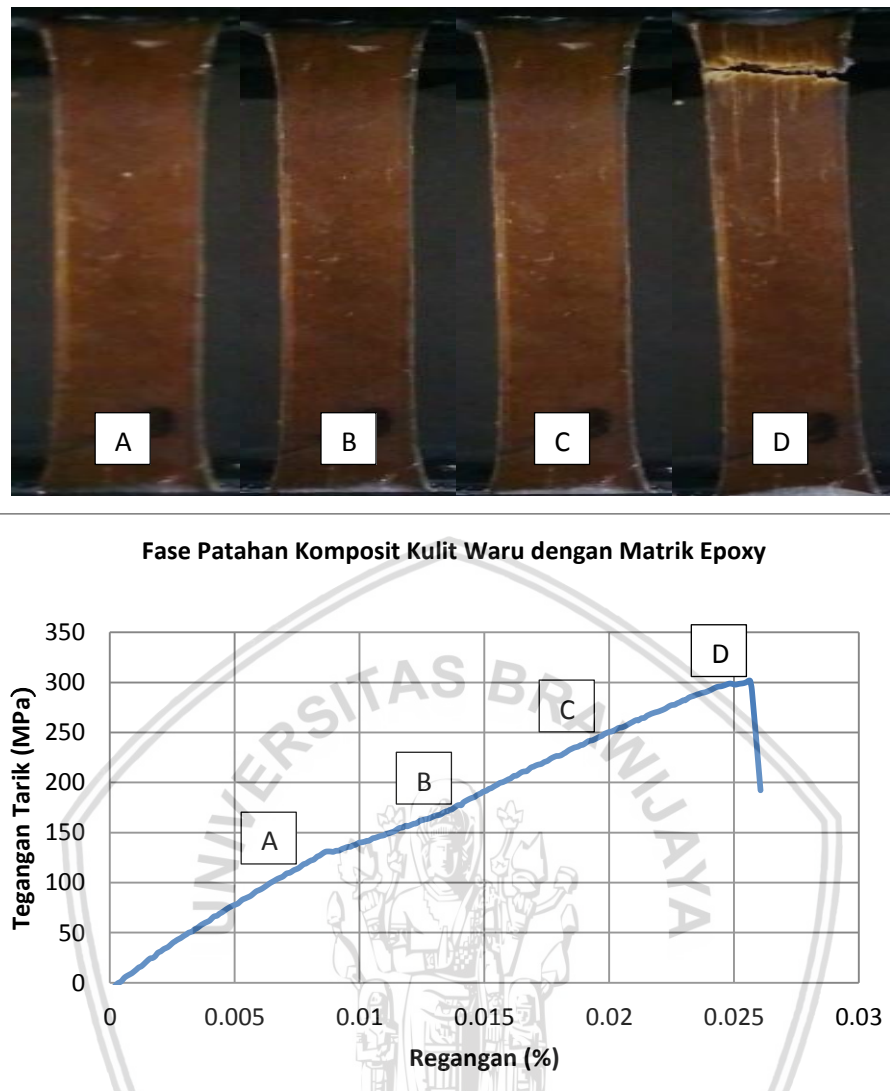 A
B
C
D
Fase Patahan Komposit Kulit Waru dengan Matrik Epoxy
UNIVERSITAS BRAWIJAYA
Tegangan Tarik (MPa)
350
300
250
200
150
100
50
0
A
B
C
D
0
0.005
0.01
0.015
0.02
0.025
0.03
Regangan (%)